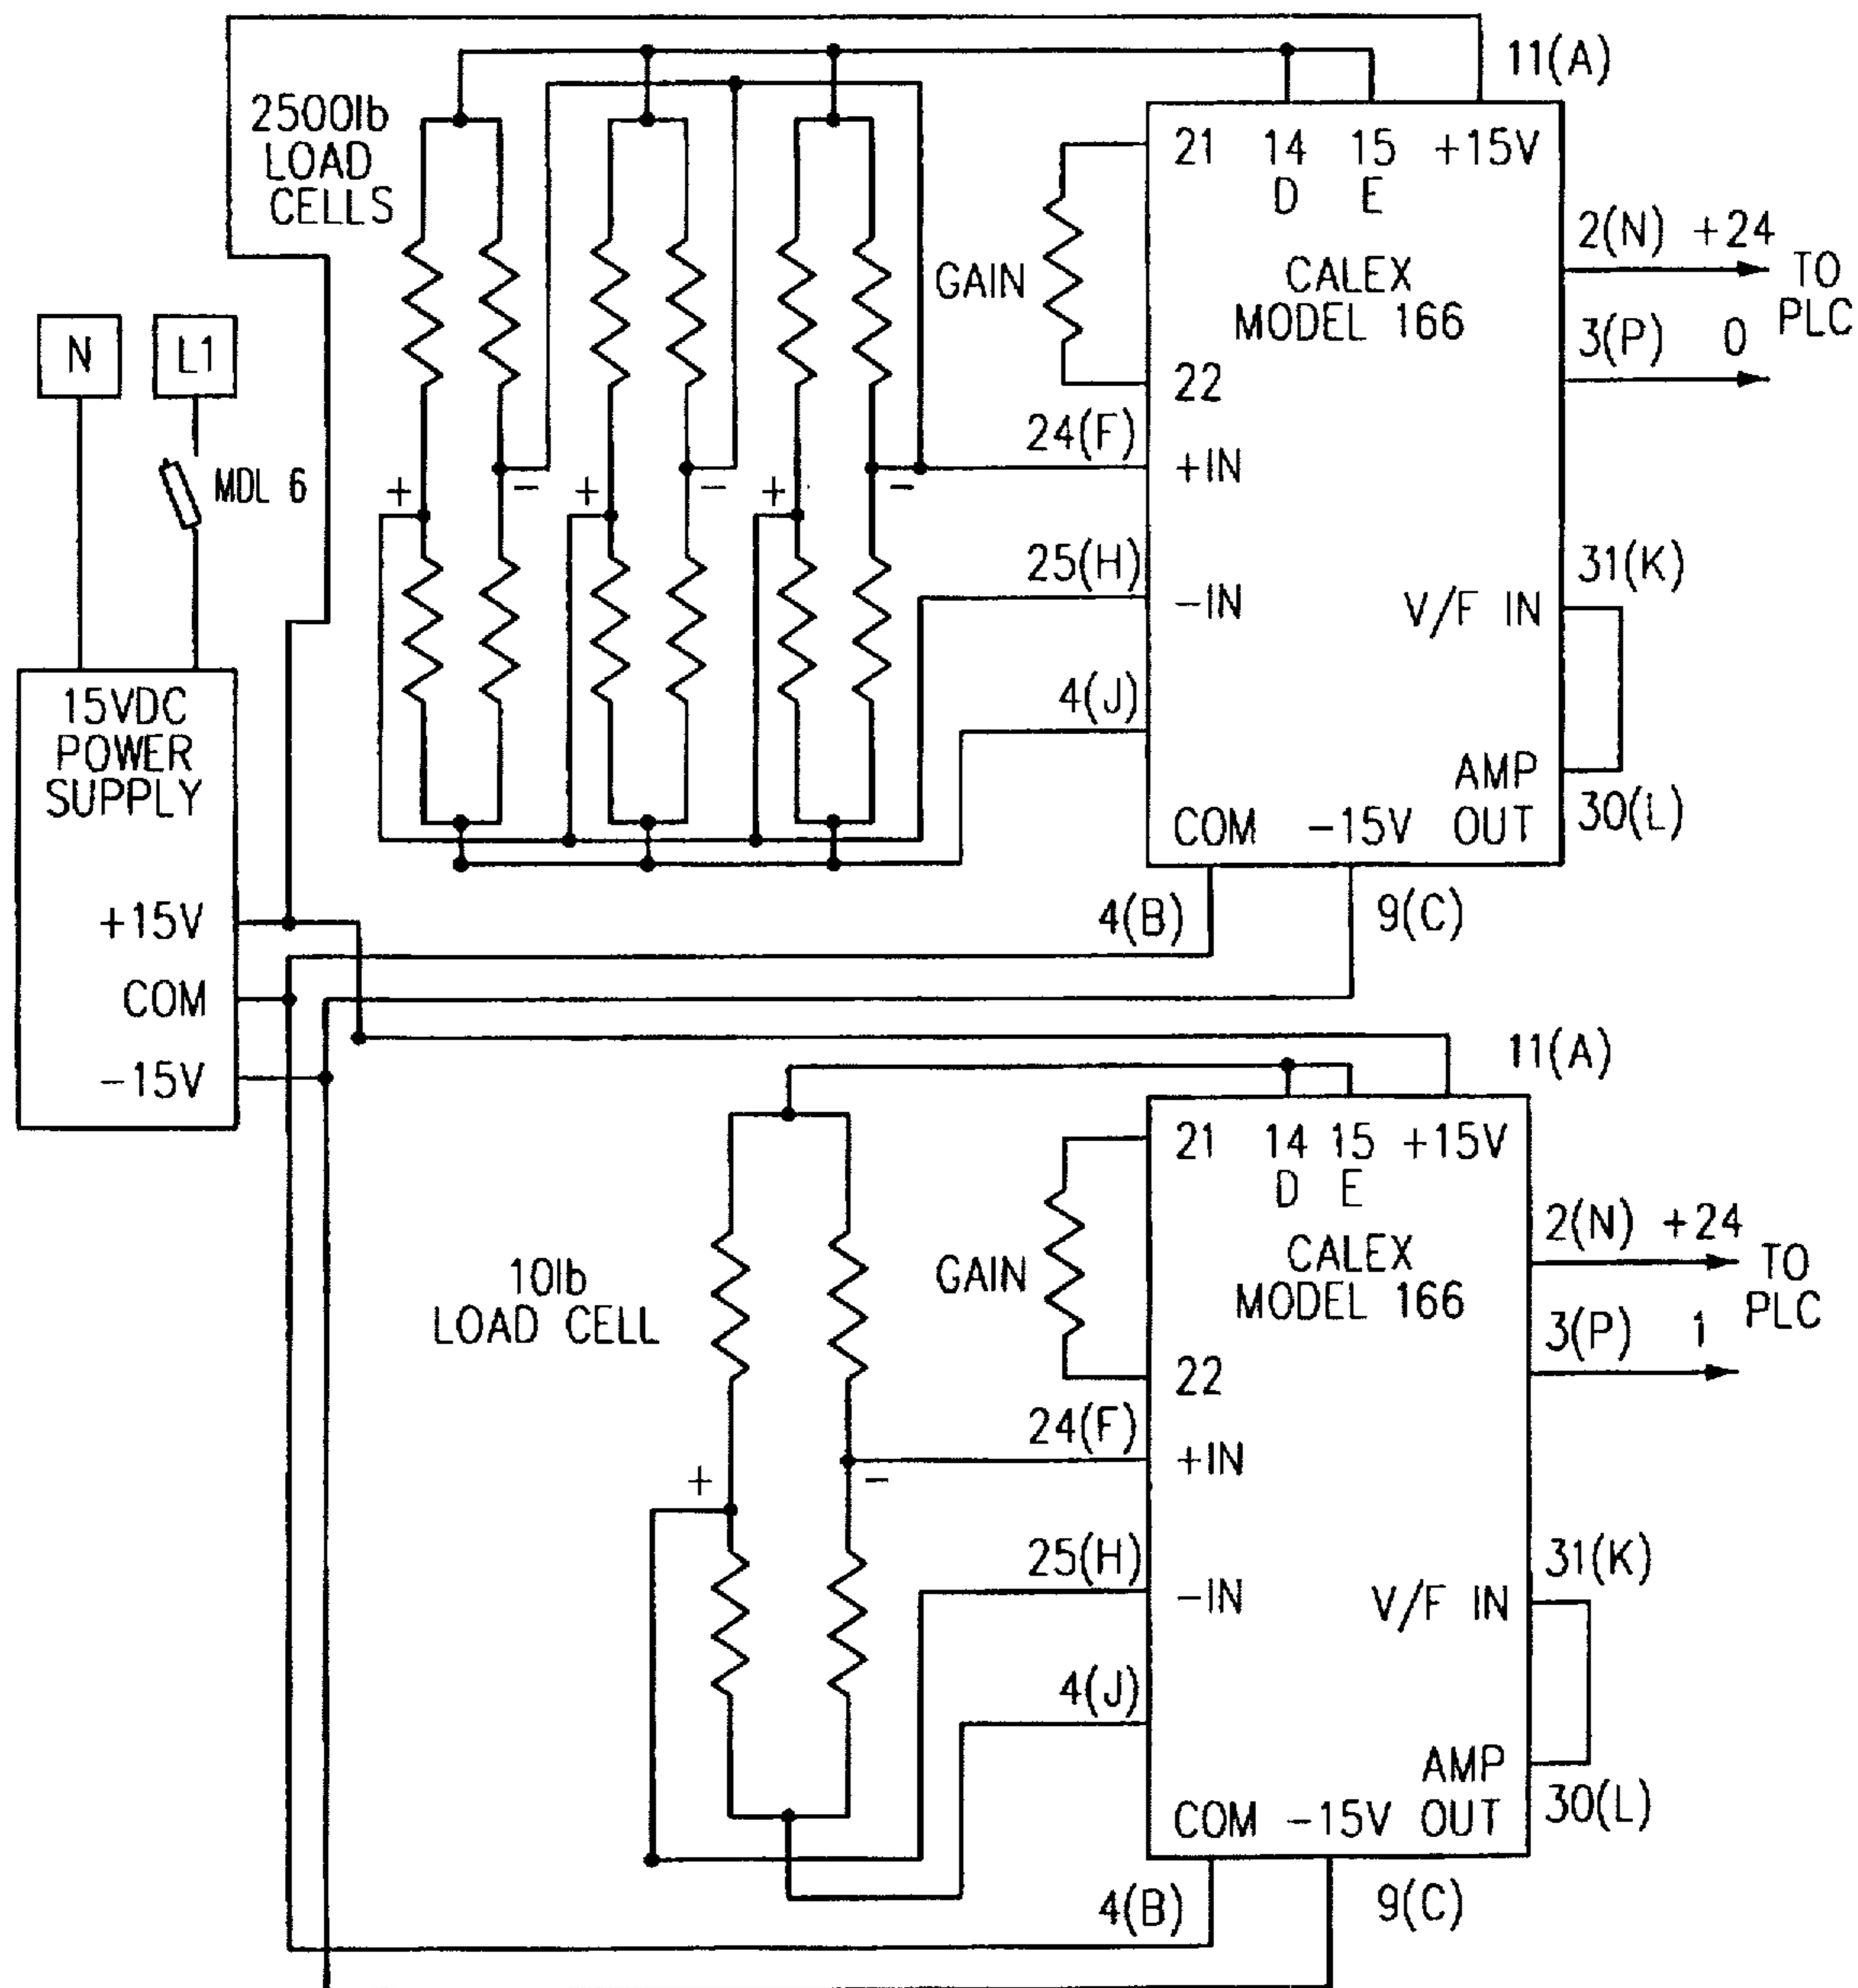 11(A)
2500lb
LOAD
CELLS
21 14 15 +15V
D E
2(N) +24
TO
PLC
GAIN
CALEX
MODEL 166
3(P) 0
N
L1
22
24(F)
MDL 6
+ - + - + -
+IN
25(H)
31(K)
-IN
V/F IN
15VDC
POWER
SUPPLY
4(J)
AMP
COM -15V OUT
30(L)
+15V
4(B)
9(C)
COM
-15V
11(A)
21 14 15 +15V
D E
2(N) +24
TO
PLC
10lb
LOAD CELL
GAIN
CALEX
MODEL 166
3(P) 1
22
24(F)
+ -
+IN
25(H)
31(K)
-IN
V/F IN
4(J)
AMP
COM -15V OUT
30(L)
4(B)
9(C)